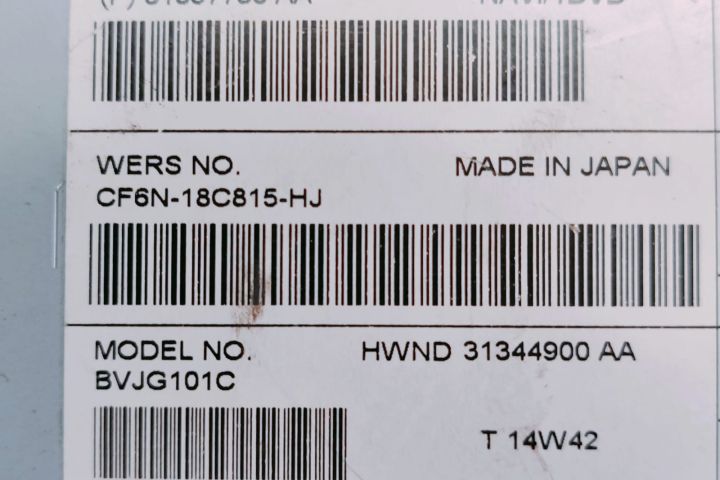 WERS NO. MADE IN JAPAN
CF6N-18C815-HJ
MODEL NO. HWND 31344900 AA
BVJG101C
T 14W42